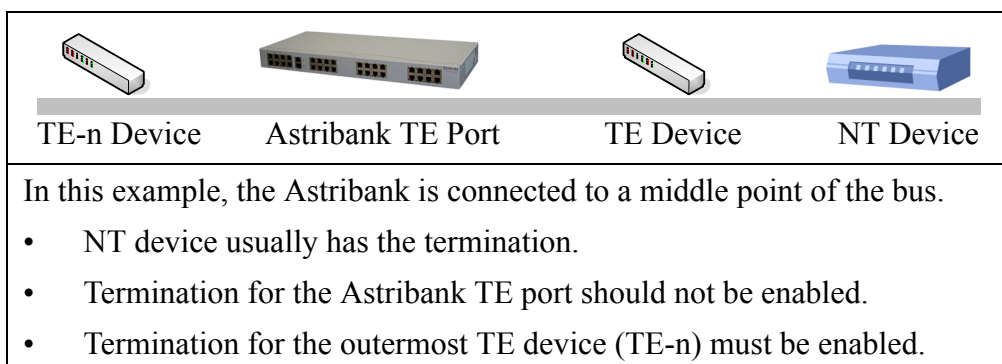 TE-n Device Astribank TE Port TE Device NT Device
In this example, the Astribank is connected to a middle point of the bus.
• NT device usually has the termination.
• Termination for the Astribank TE port should not be enabled.
• Termination for the outermost TE device (TE-n) must be enabled.